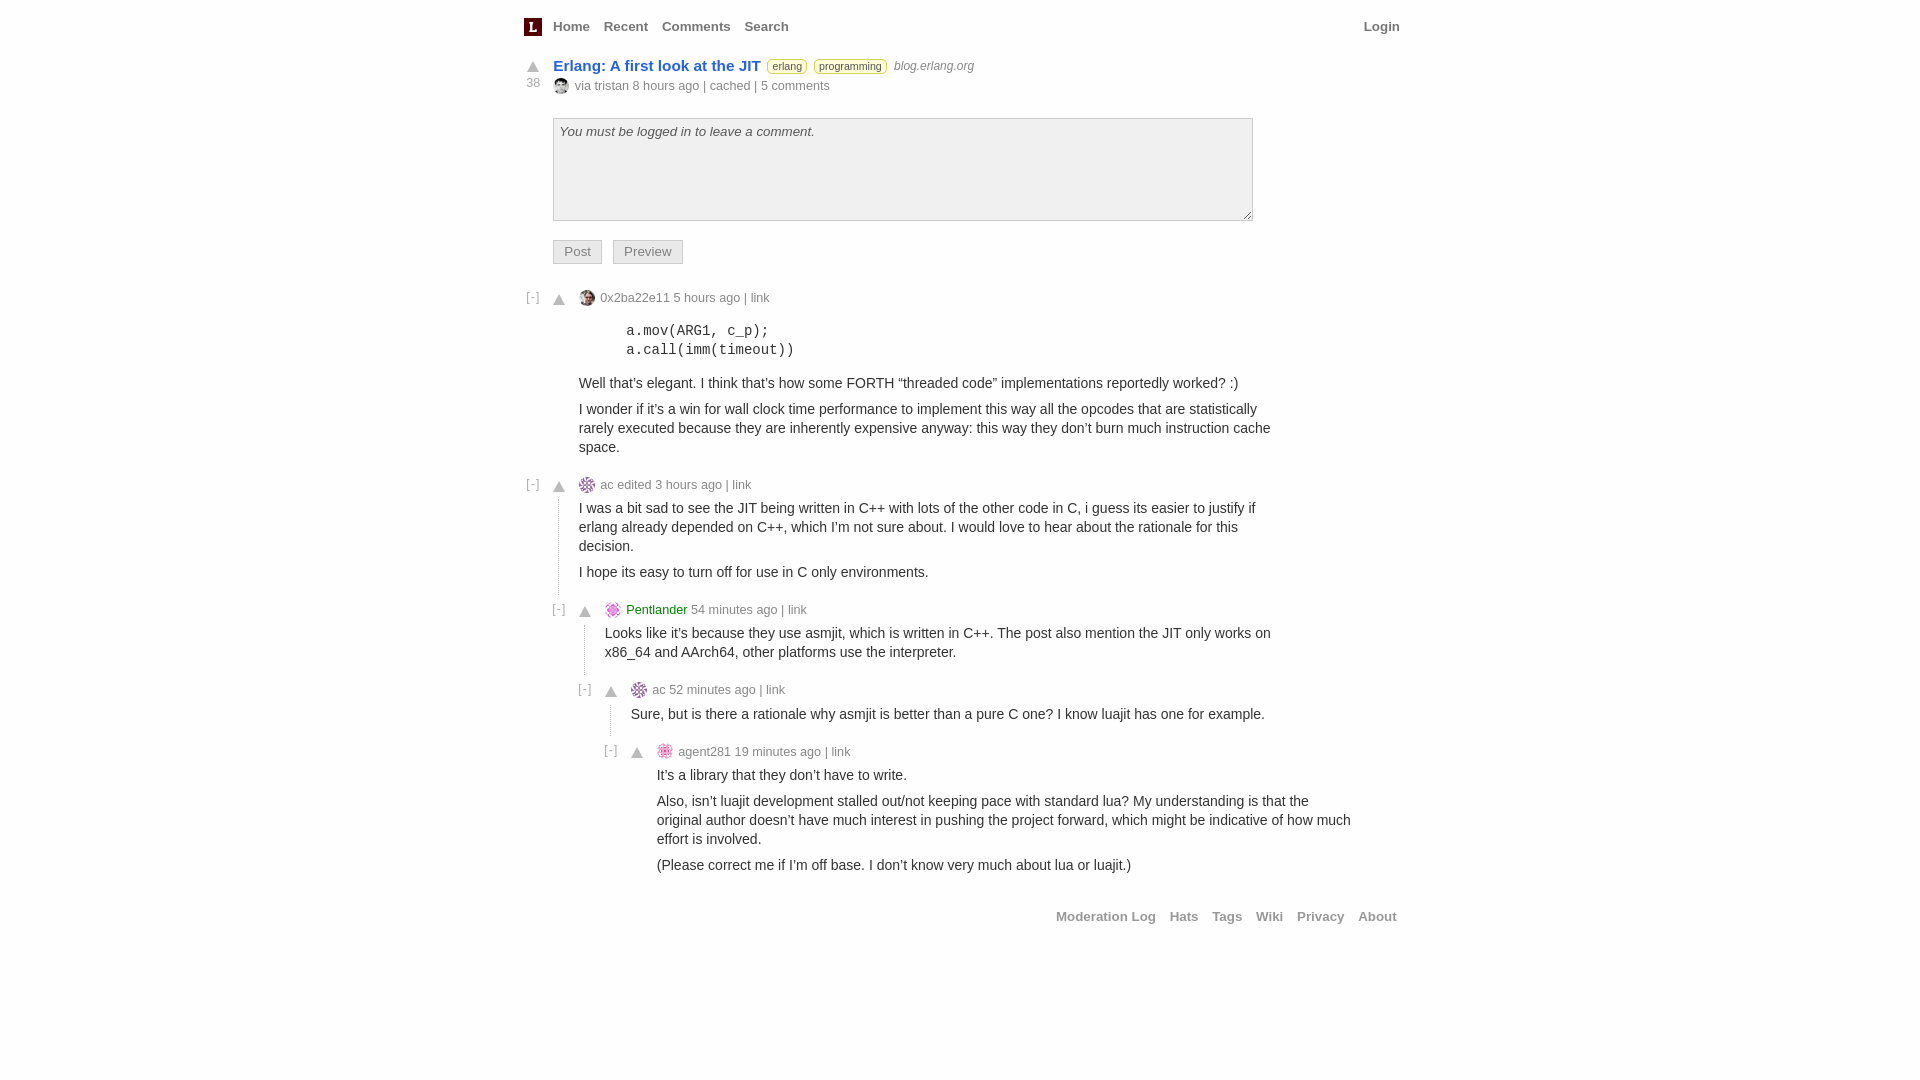 L Home Recent Comments Search Login
Erlang: A first look at the JIT erlang programming blog.erlang.org
38
via tristan 8 hours ago | cached | 5 comments
You must be logged in to leave a comment.
Post Preview
[-] 0x2ba22e11 5 hours ago | link
a.mov(ARG1, c_p);
a.call(imm(timeout))
Well that’s elegant. I think that’s how some FORTH “threaded code” implementations reportedly worked? :)
I wonder if it’s a win for wall clock time performance to implement this way all the opcodes that are statistically
rarely executed because they are inherently expensive anyway: this way they don’t burn much instruction cache
space.
[-] ac edited 3 hours ago | link
I was a bit sad to see the JIT being written in C++ with lots of the other code in C, i guess its easier to justify if
erlang already depended on C++, which I’m not sure about. I would love to hear about the rationale for this
decision.
I hope its easy to turn off for use in C only environments.
[-] Pentlander 54 minutes ago | link
Looks like it’s because they use asmjit, which is written in C++. The post also mention the JIT only works on
x86_64 and AArch64, other platforms use the interpreter.
[-] ac 52 minutes ago | link
Sure, but is there a rationale why asmjit is better than a pure C one? I know luajit has one for example.
[-] agent281 19 minutes ago | link
It’s a library that they don’t have to write.
Also, isn’t luajit development stalled out/not keeping pace with standard lua? My understanding is that the
original author doesn’t have much interest in pushing the project forward, which might be indicative of how much
effort is involved.
(Please correct me if I’m off base. I don’t know very much about lua or luajit.)
Moderation Log Hats Tags Wiki Privacy About